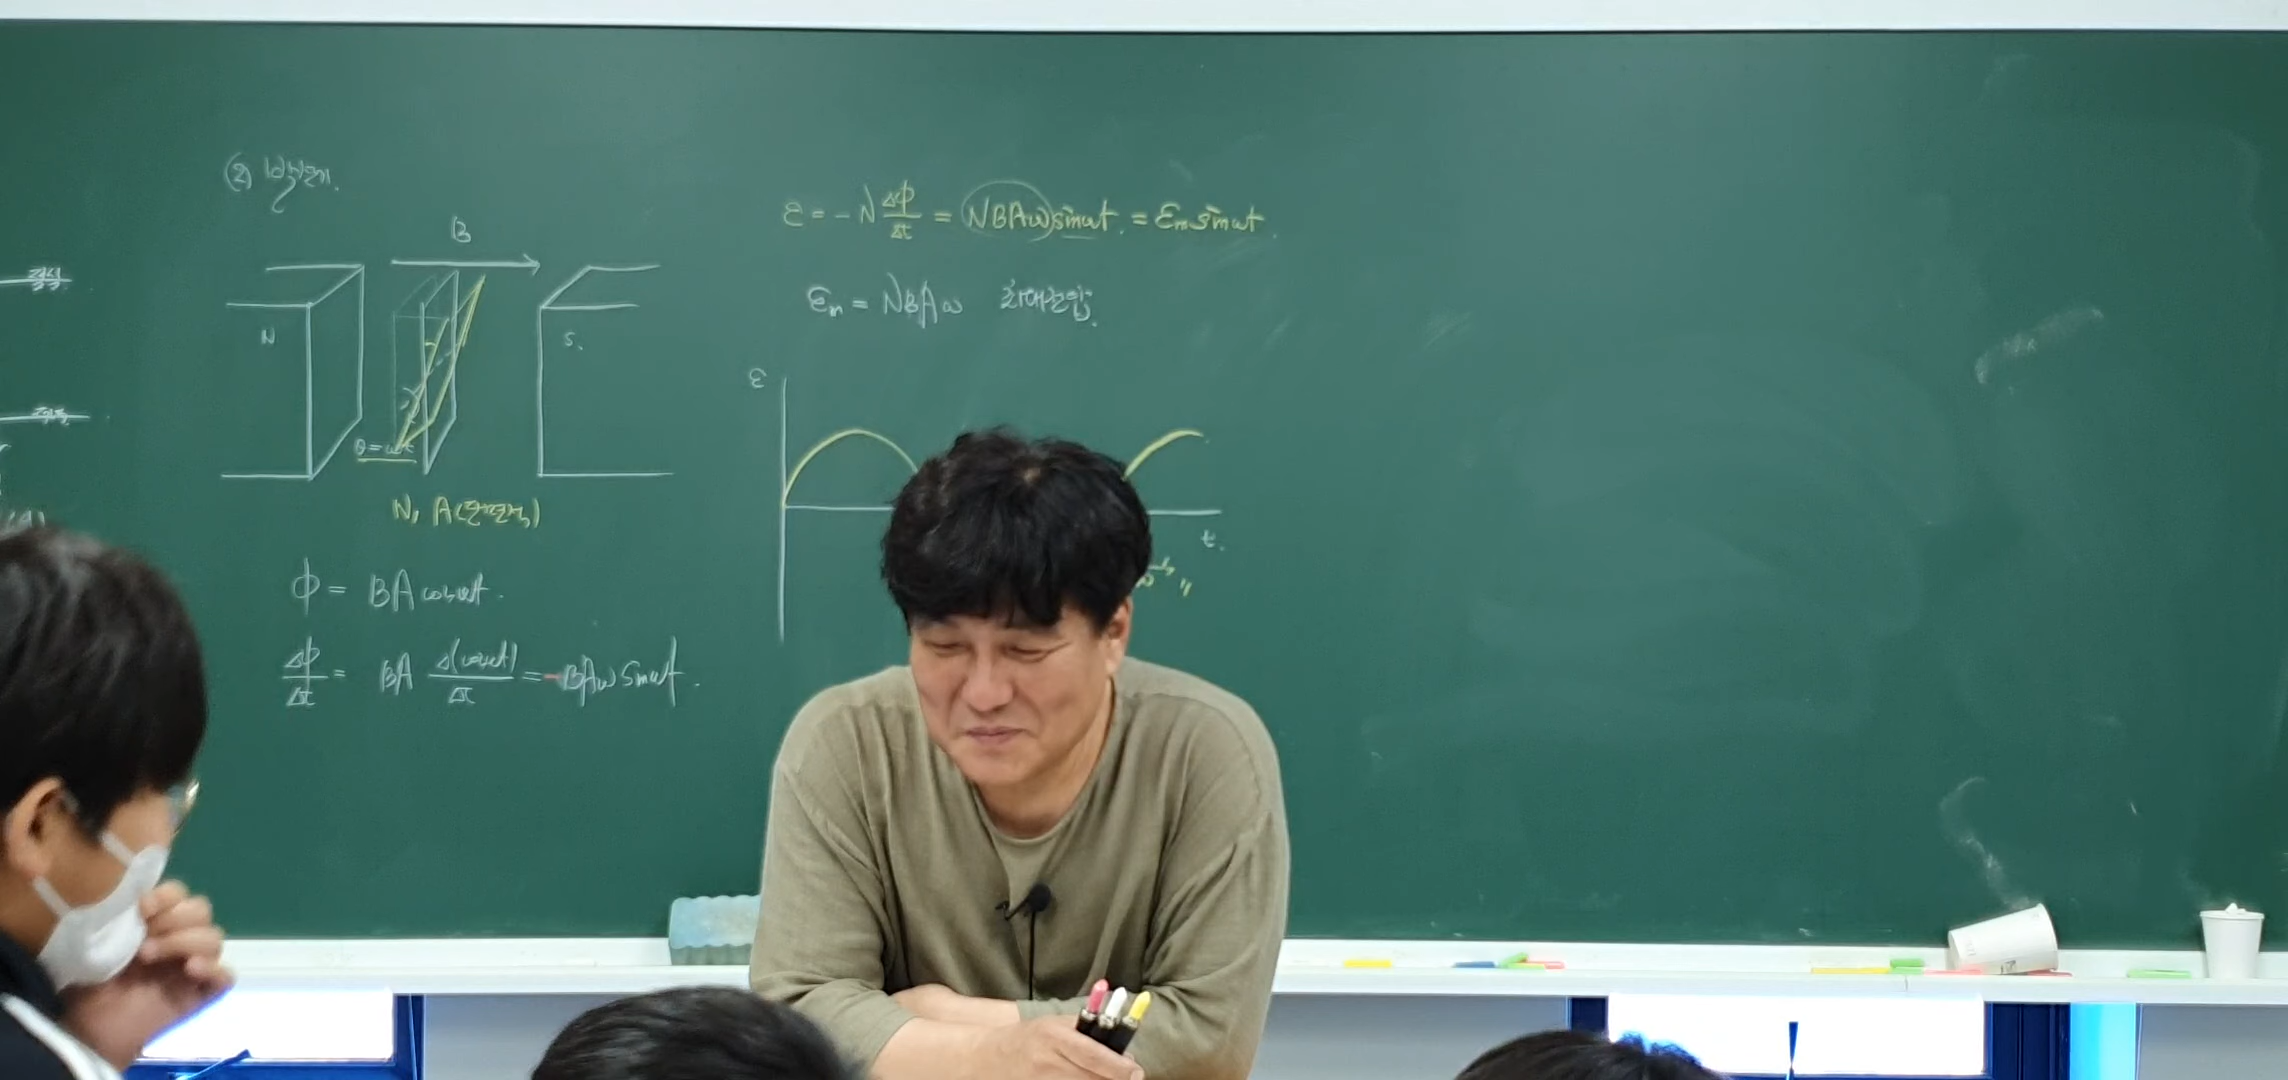 (2) 발전기.
B
N
S.
θ = ωt
N, A(단면적)
Φ = BA cosωt.
ΔΦ/Δt = BA Δ(cosωt)/Δt = -BAω sinωt.
ε = -N ΔΦ/Δt = NBAω sinωt. = εm sinωt.
εm = NBAω 최대전압.
ε
t.